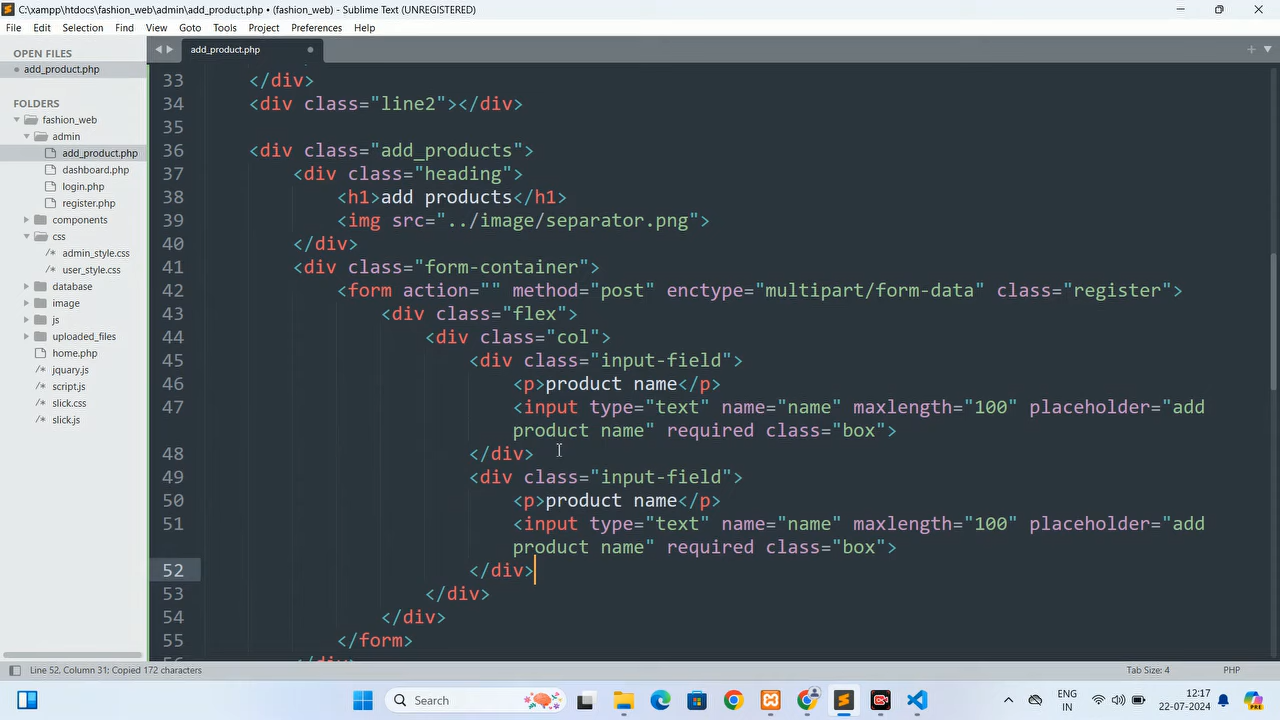 C:\xampp\htdocs\fashion_web\admin\add_product.php • (fashion_web) - Sublime Text (UNREGISTERED)
File Edit Selection Find View Goto Tools Project Preferences Help
OPEN FILES
add_product.php
FOLDERS
fashion_web
admin
add_product.php
dashboard.php
login.php
register.php
components
css
admin_style.css
user_style.css
database
image
js
uploaded_files
home.php
jquary.js
script.js
slick.css
slick.js
add_product.php
33 </div>
34 <div class="line2"></div>
35
36 <div class="add_products">
37 <div class="heading">
38 <h1>add products</h1>
39 <img src="../image/separator.png">
40 </div>
41 <div class="form-container">
42 <form action="" method="post" enctype="multipart/form-data" class="register">
43 <div class="flex">
44 <div class="col">
45 <div class="input-field">
46 <p>product name</p>
47 <input type="text" name="name" maxlength="100" placeholder="add
product name" required class="box">
48 </div>
49 <div class="input-field">
50 <p>product name</p>
51 <input type="text" name="name" maxlength="100" placeholder="add
product name" required class="box">
52 </div>
53 </div>
54 </div>
55 </form>
Line 52, Column 31; Copied 172 characters
Tab Size: 4 PHP
Search
ENG
IN
12:17
22-07-2024